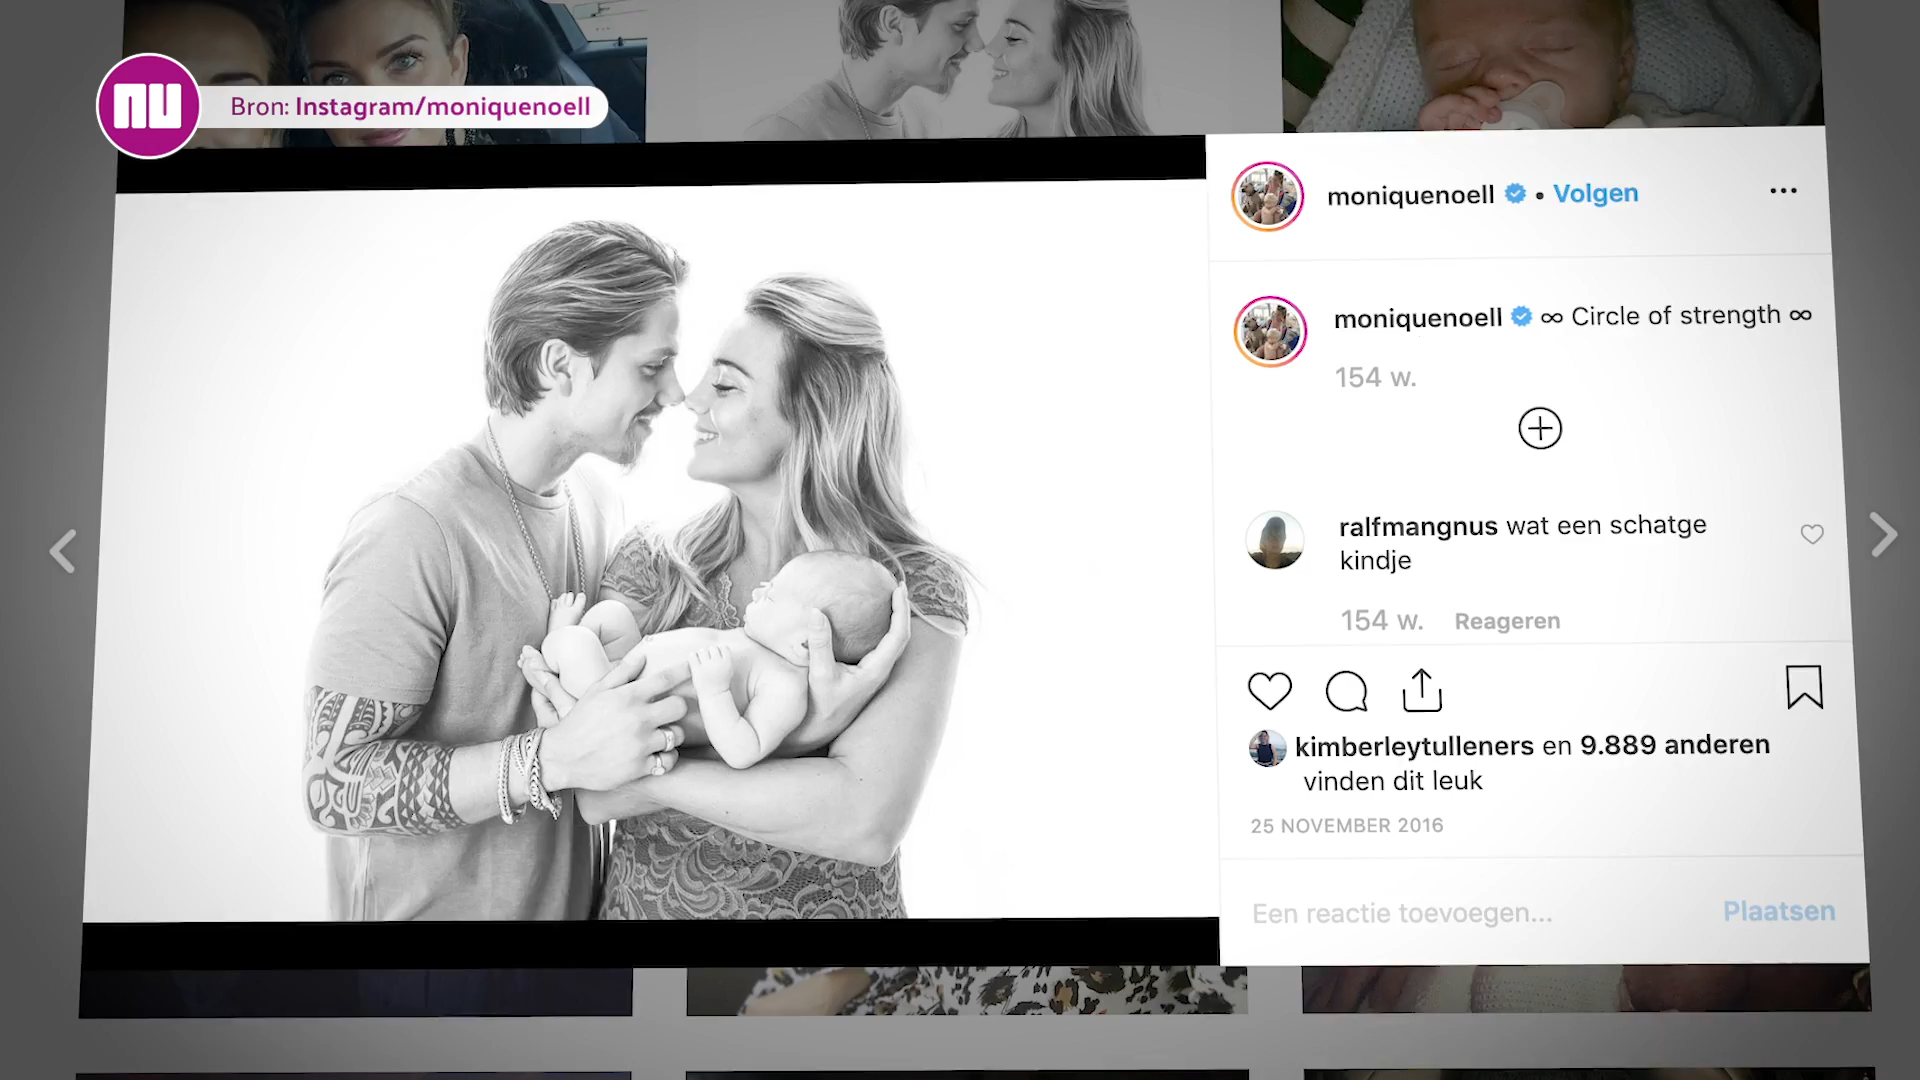 NU
Bron: Instagram/moniquenoell
moniquenoell • Volgen
moniquenoell ∞ Circle of strength ∞
154 w.
ralfmangnus wat een schatge
kindje
154 w. Reageren
kimberleytulleners en 9.889 anderen
vinden dit leuk
25 NOVEMBER 2016
Een reactie toevoegen... Plaatsen